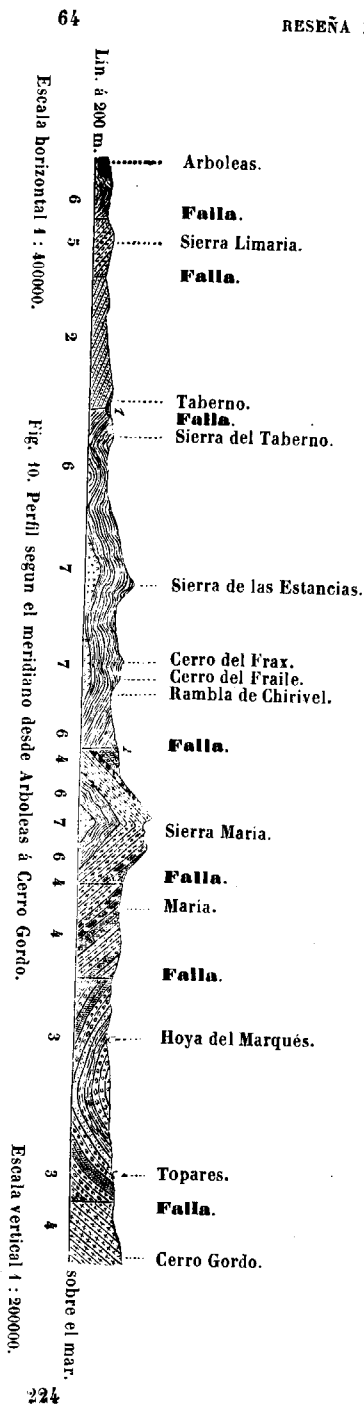 64
RESEÑA
Lin. á 200 m.
Escala horizontal 1 : 400000.
Arboleas.
6
Falla.
5
Sierra Limaria.
Falla.
2
Taberno.
1
Falla.
Sierra del Taberno.
6
7
Sierra de las Estancias.
7
Cerro del Frax.
Cerro del Fraile.
Rambla de Chirivel.
6
1
Falla.
4
6
7
Sierra Maria.
6
Falla.
4
Maria.
4
Falla.
3
Hoya del Marqués.
3
Topares.
Falla.
4
Cerro Gordo.
sobre el mar.
Fig. 10. Perfil segun el meridiano desde Arboleas á Cerro Gordo.
Escala vertical 1 : 200000.
224